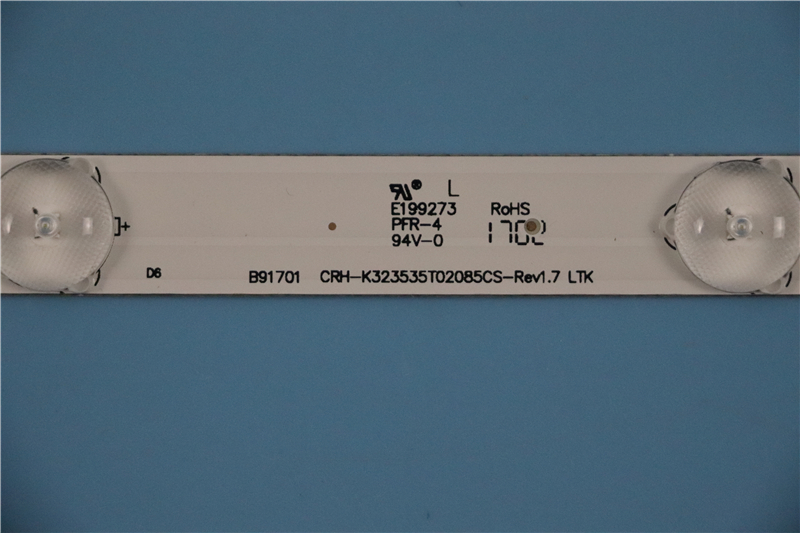 L
E199273 RoHS
PFR-4
94V-0
D6 B91701 CRH-K323535T02085CS-Rev1.7 LTK
+